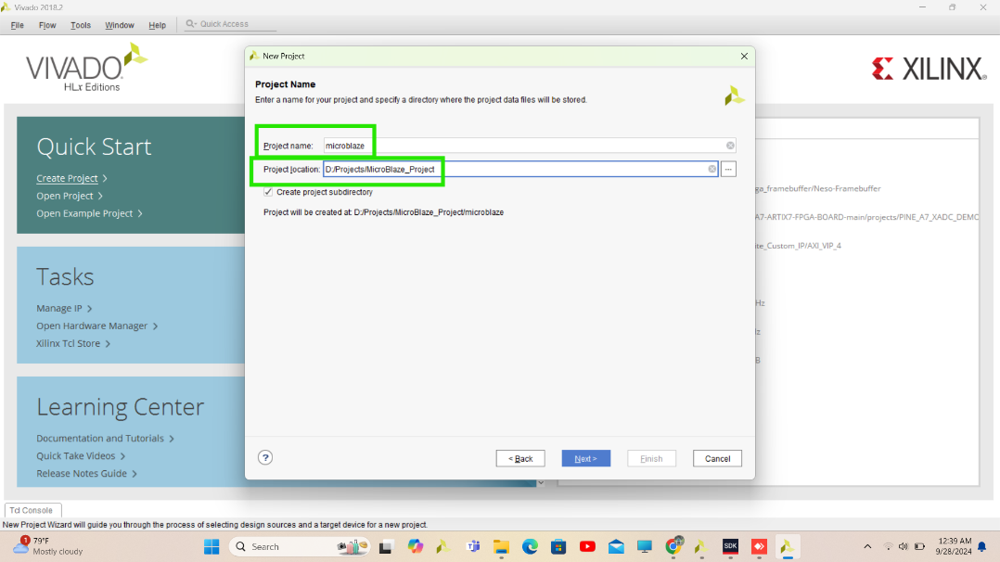 Vivado 2018.2
File Flow Tools Window Help Quick Access
VIVADO.
HLx Editions
XILINX
Quick Start
Create Project >
Open Project >
Open Example Project >
Tasks
Manage IP >
Open Hardware Manager >
Xilinx Tcl Store >
Learning Center
Documentation and Tutorials >
Quick Take Videos >
Release Notes Guide >
New Project
Project Name
Enter a name for your project and specify a directory where the project data files will be stored.
Project name: microblaze
Project location: D:/Projects/MicroBlaze_Project
...
Create project subdirectory
Project will be created at: D:/Projects/MicroBlaze_Project/microblaze
?
< Back Next > Finish Cancel
ga_framebuffer/Neso-Framebuffer
A7-ARTIX7-FPGA-BOARD-main/projects/PINE_A7_XADC_DEMO
ite_Custom_IP/AXI_VIP_4
Hz
B
Tcl Console
New Project Wizard will guide you through the process of selecting design sources and a target device for a new project.
1
79°F
Mostly cloudy
Search
SDK
12:39 AM
9/28/2024